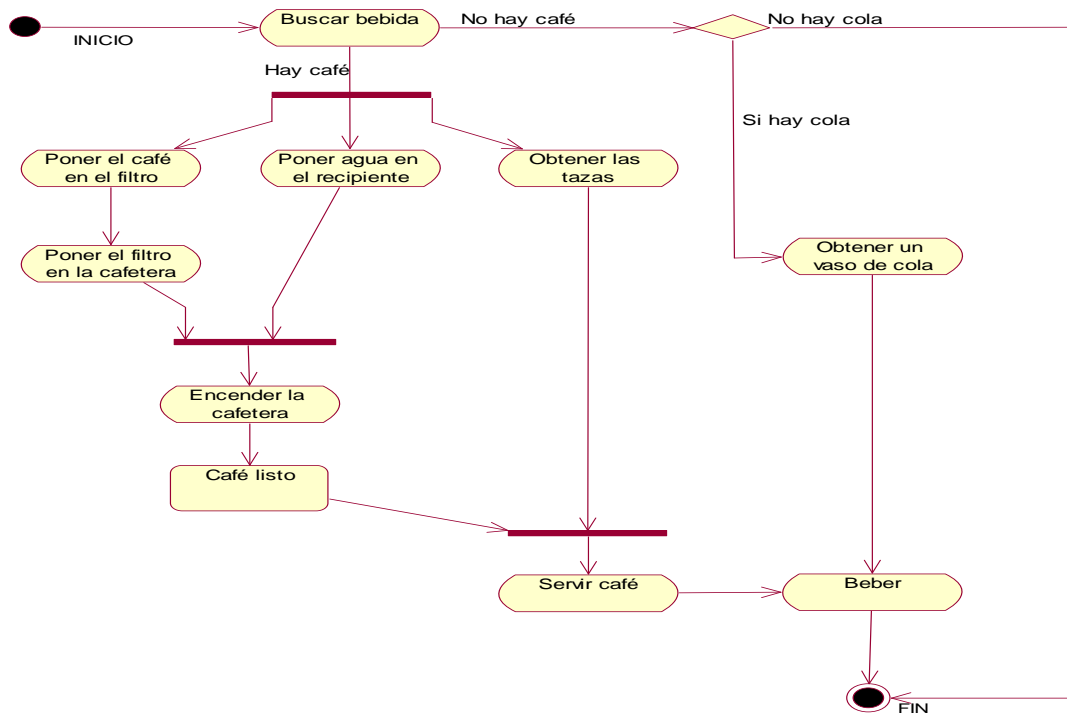 Buscar bebida
No hay café
No hay cola
INICIO
Hay café
Si hay cola
Poner el café
en el filtro
Poner agua en
el recipiente
Obtener las
tazas
Poner el filtro
en la cafetera
Obtener un
vaso de cola
Encender la
cafetera
Café listo
Servir café
Beber
FIN